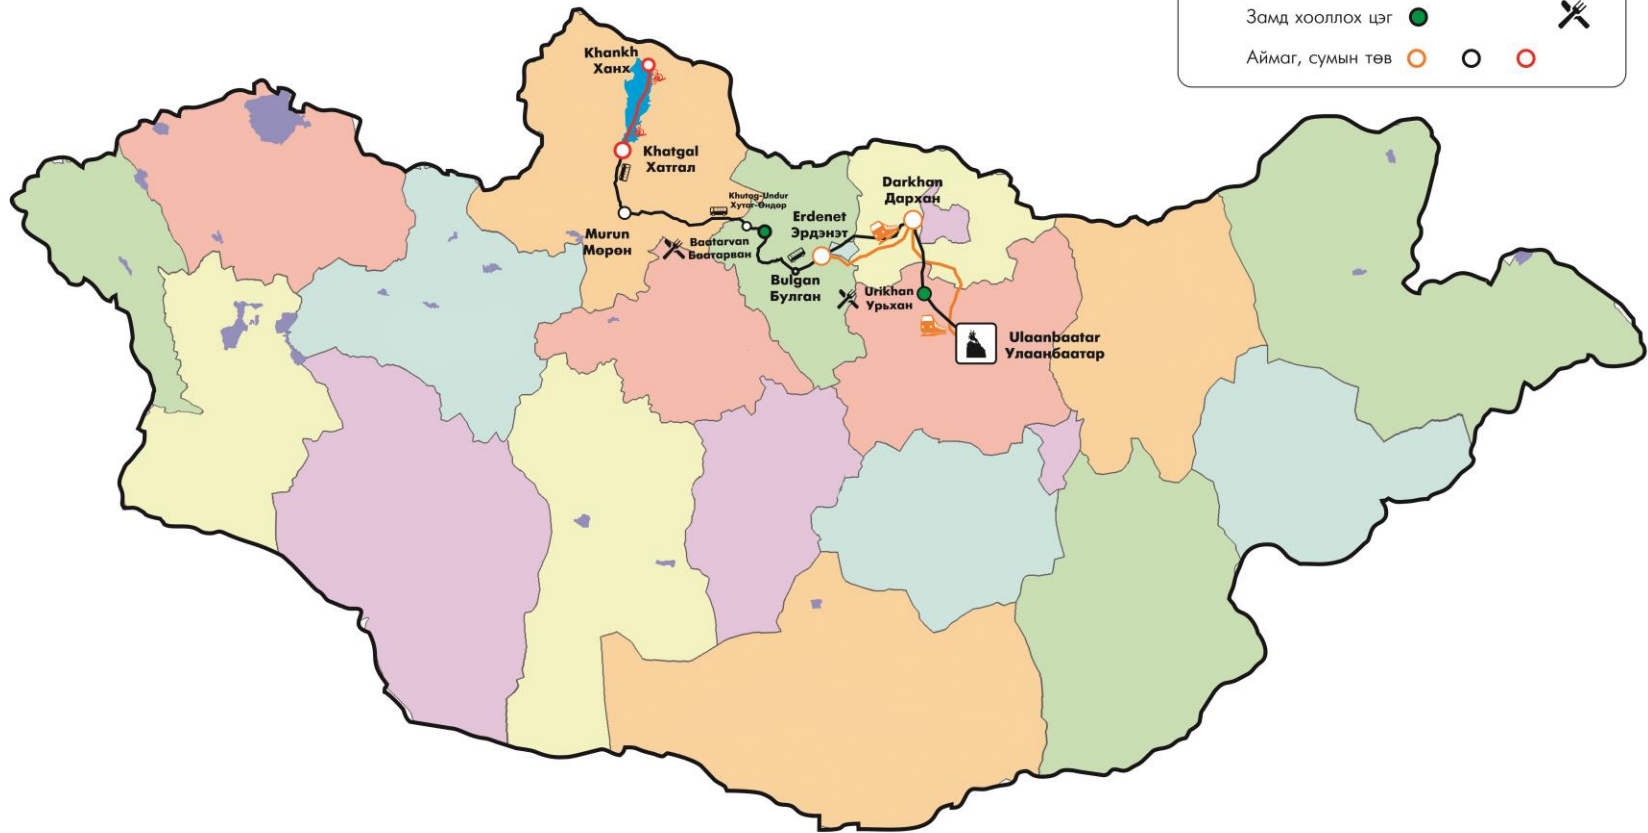 Замд хооллох цэг
Аймаг, сумын төв
Khankh
Ханх
Khatgal
Хатгал
Murun
Мөрөн
Khutag-Undur
Хутаг-Өндөр
Baatarvan
Баатарван
Bulgan
Булган
Erdenet
Эрдэнэт
Darkhan
Дархан
Urikhan
Урьхан
Ulaanbaatar
Улаанбаатар